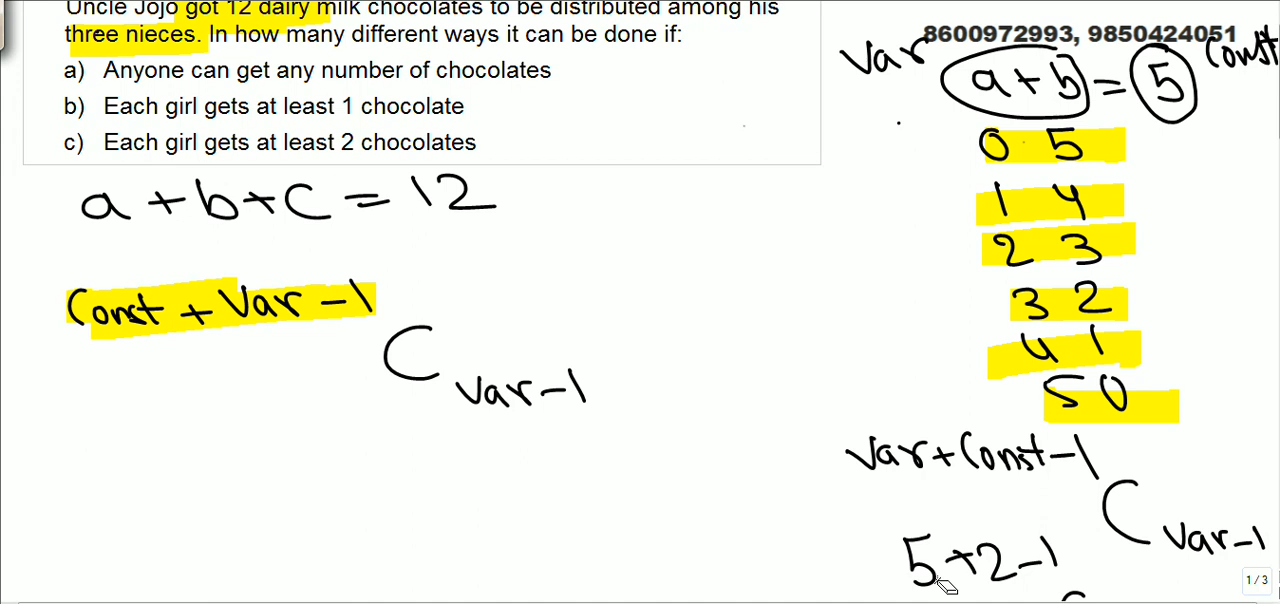 Uncle Jojo got 12 dairy milk chocolates to be distributed among his
three nieces. In how many different ways it can be done if:
a) Anyone can get any number of chocolates
b) Each girl gets at least 1 chocolate
c) Each girl gets at least 2 chocolates
a + b + c = 12
Const + Var - 1
C
Var - 1
8600972993, 9850424051
Var
Const
a + b = 5
0 5
1 4
2 3
3 2
4 1
5 0
Var + Const - 1
C
Var - 1
5 + 2 - 1
1 / 3